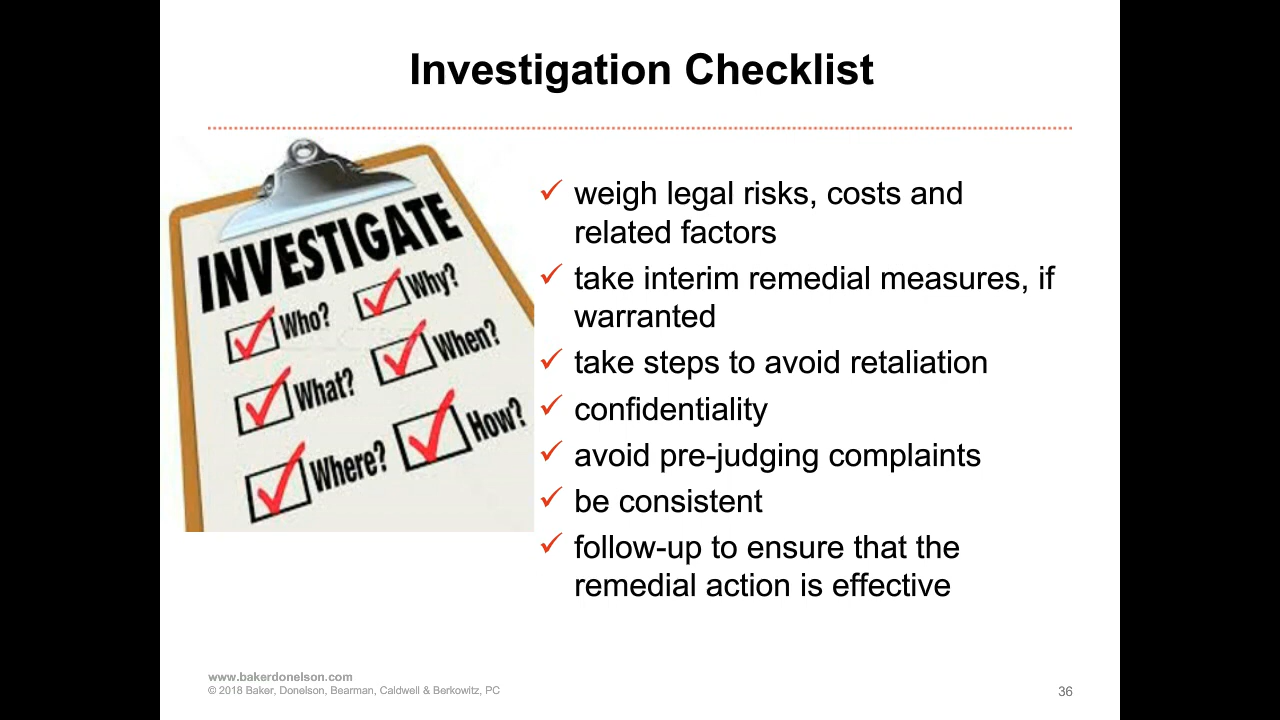 Investigation Checklist
INVESTIGATE
Who?
Why?
What?
When?
Where?
How?
weigh legal risks, costs and
related factors
take interim remedial measures, if
warranted
take steps to avoid retaliation
confidentiality
avoid pre-judging complaints
be consistent
follow-up to ensure that the
remedial action is effective
www.bakerdonelson.com
© 2018 Baker, Donelson, Bearman, Caldwell & Berkowitz, PC
36